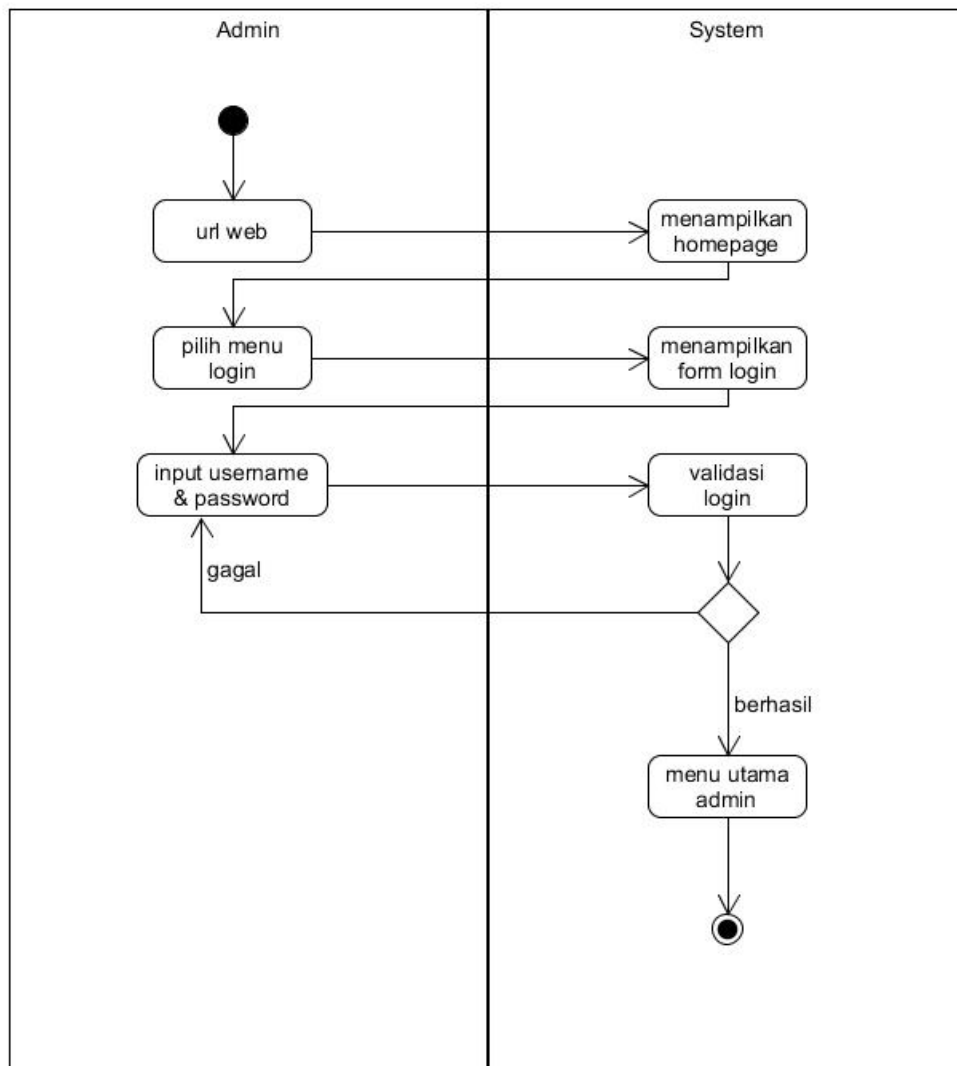 Admin
System
url web
menampilkan
homepage
pilih menu
login
menampilkan
form login
input username
& password
validasi
login
gagal
berhasil
menu utama
admin